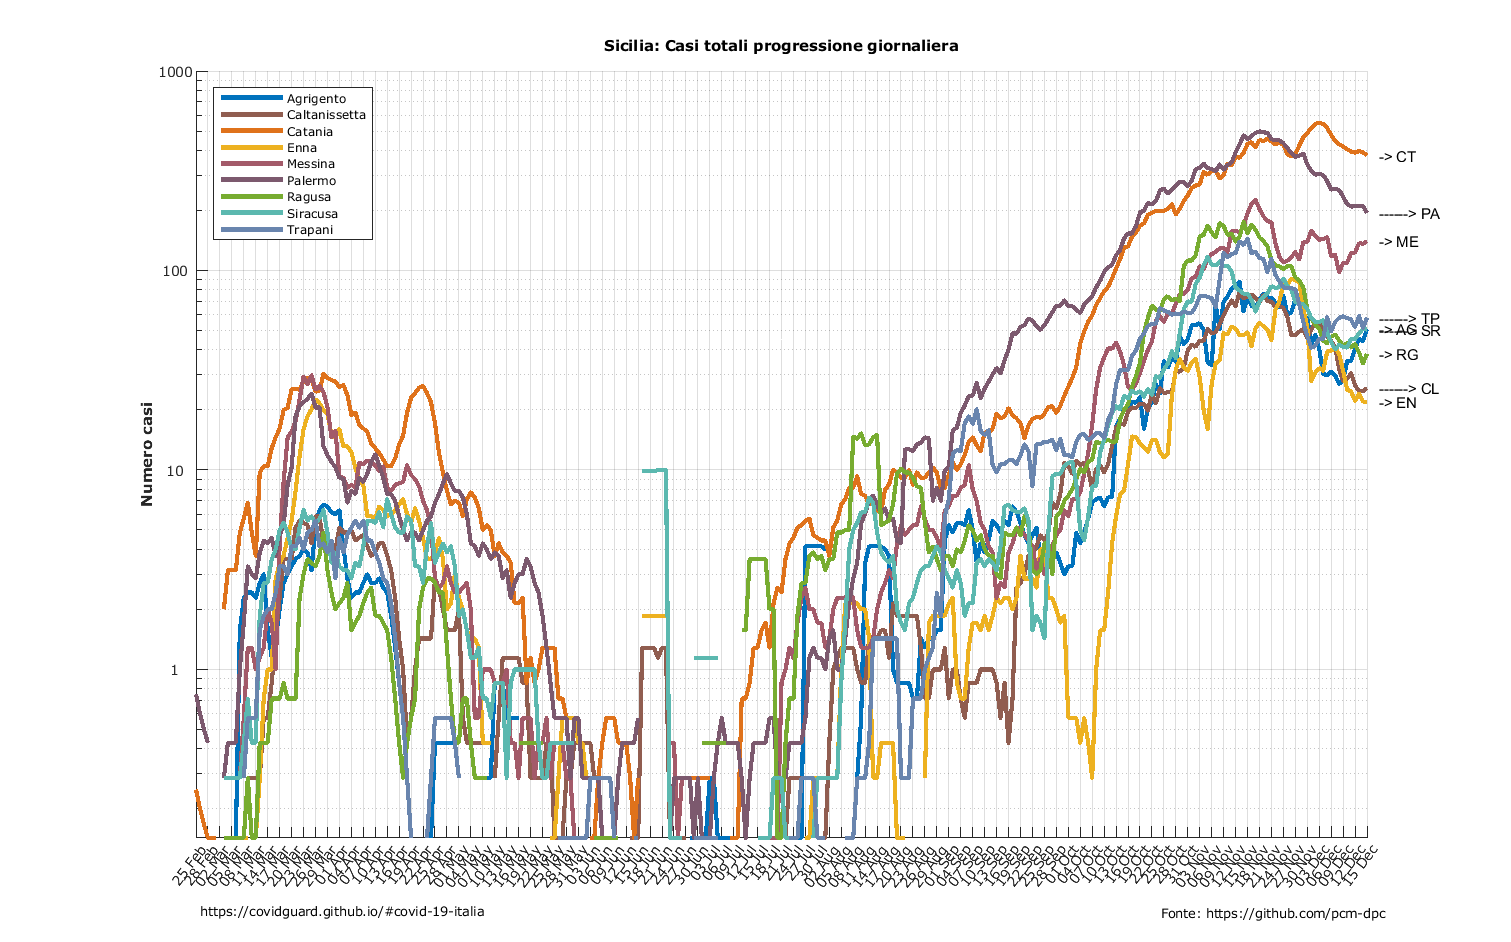 Sicilia: Casi totali progressione giornaliera
Numero casi
1000
100
10
1
Agrigento
Caltanissetta
Catania
Enna
Messina
Palermo
Ragusa
Siracusa
Trapani
-> CT
------> PA
-> ME
------> TP
-> AG
------> SR
-> RG
------> CL
-> EN
25 Feb
28 Feb
02 Mar
05 Mar
08 Mar
11 Mar
14 Mar
17 Mar
20 Mar
23 Mar
26 Mar
29 Mar
01 Apr
04 Apr
07 Apr
10 Apr
13 Apr
16 Apr
19 Apr
22 Apr
25 Apr
28 Apr
01 May
04 May
07 May
10 May
13 May
16 May
19 May
22 May
25 May
28 May
31 May
03 Jun
06 Jun
09 Jun
12 Jun
15 Jun
18 Jun
21 Jun
24 Jun
27 Jun
30 Jun
03 Jul
06 Jul
09 Jul
12 Jul
15 Jul
18 Jul
21 Jul
24 Jul
27 Jul
30 Jul
02 Aug
05 Aug
08 Aug
11 Aug
14 Aug
17 Aug
20 Aug
23 Aug
26 Aug
29 Aug
01 Sep
04 Sep
07 Sep
10 Sep
13 Sep
16 Sep
19 Sep
22 Sep
25 Sep
28 Sep
01 Oct
04 Oct
07 Oct
10 Oct
13 Oct
16 Oct
19 Oct
22 Oct
25 Oct
28 Oct
31 Oct
03 Nov
06 Nov
09 Nov
12 Nov
15 Nov
18 Nov
21 Nov
24 Nov
27 Nov
30 Nov
03 Dec
06 Dec
09 Dec
12 Dec
15 Dec
https://covidguard.github.io/#covid-19-italia
Fonte: https://github.com/pcm-dpc